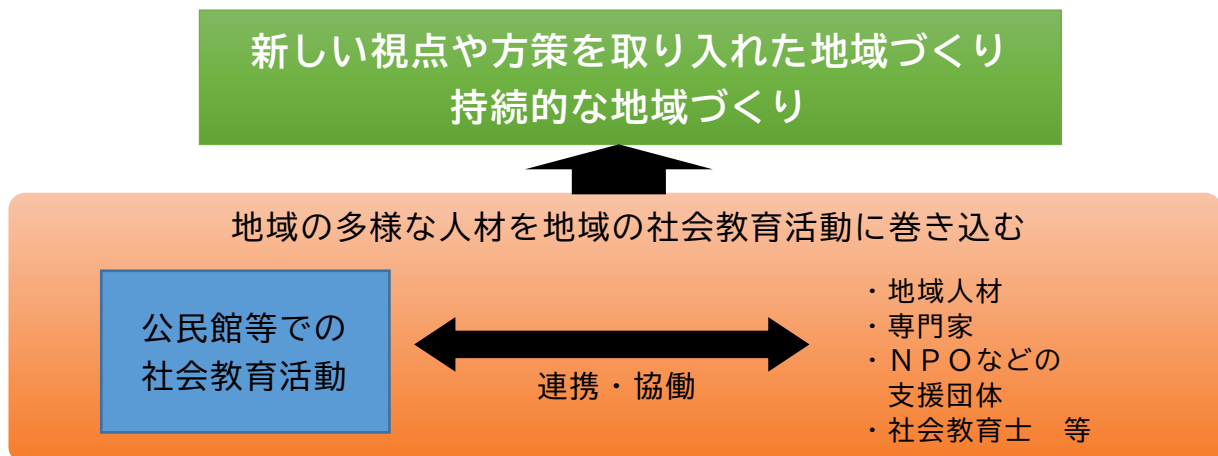 新しい視点や方策を取り入れた地域づくり
持続的な地域づくり
地域の多様な人材を地域の社会教育活動に巻き込む
公民館等での
社会教育活動
連携・協働
・地域人材
・専門家
・ＮＰＯなどの
支援団体
・社会教育士　等